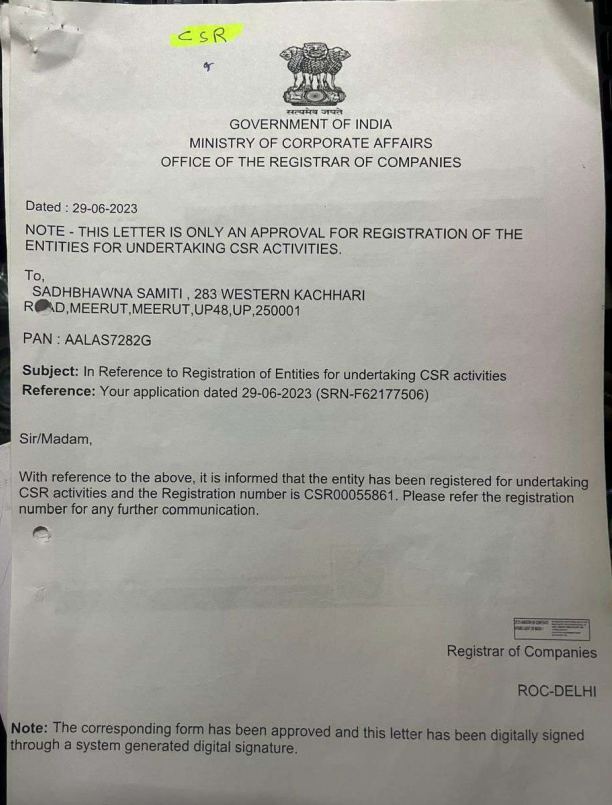 CSR
सत्यमेव जयते
GOVERNMENT OF INDIA
MINISTRY OF CORPORATE AFFAIRS
OFFICE OF THE REGISTRAR OF COMPANIES
Dated : 29-06-2023
NOTE - THIS LETTER IS ONLY AN APPROVAL FOR REGISTRATION OF THE
ENTITIES FOR UNDERTAKING CSR ACTIVITIES.
To,
SADHBHAWNA SAMITI , 283 WESTERN KACHHARI
R AD,MEERUT,MEERUT,UP48,UP,250001
PAN : AALAS7282G
Subject: In Reference to Registration of Entities for undertaking CSR activities
Reference: Your application dated 29-06-2023 (SRN-F62177506)
Sir/Madam,
With reference to the above, it is informed that the entity has been registered for undertaking
CSR activities and the Registration number is CSR00055861. Please refer the registration
number for any further communication.
Registrar of Companies
ROC-DELHI
Note: The corresponding form has been approved and this letter has been digitally signed
through a system generated digital signature.